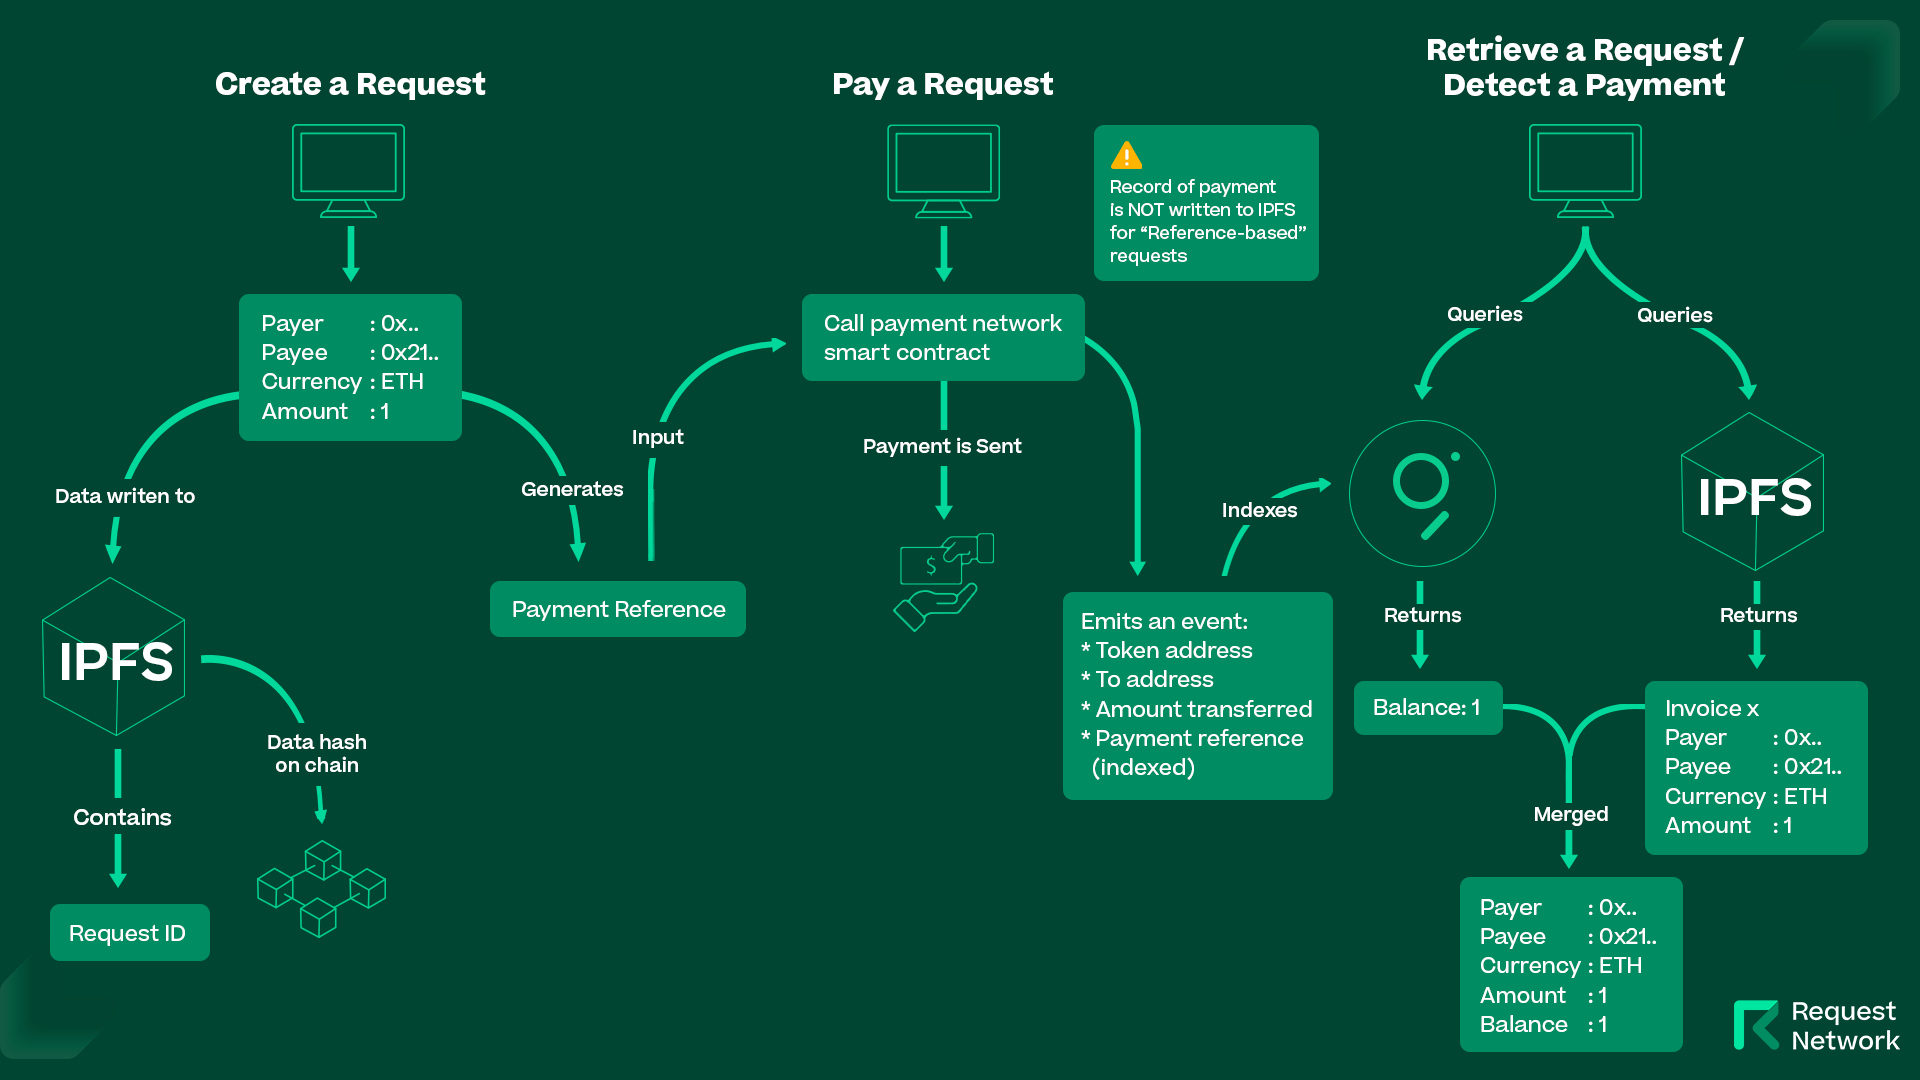 Create a Request
Payer : 0x..
Payee : 0x21..
Currency : ETH
Amount : 1
Data writen to
Generates
IPFS
Data hash
on chain
Contains
Request ID
Payment Reference
Input
Pay a Request
Record of payment
is NOT written to IPFS
for “Reference-based”
requests
Call payment network
smart contract
Payment is Sent
$
Emits an event:
* Token address
* To address
* Amount transferred
* Payment reference
(indexed)
Indexes
Retrieve a Request /
Detect a Payment
Queries
Queries
IPFS
Returns
Returns
Balance: 1
Invoice x
Payer : 0x..
Payee : 0x21..
Currency : ETH
Amount : 1
Merged
Payer : 0x..
Payee : 0x21..
Currency : ETH
Amount : 1
Balance : 1
Request
Network